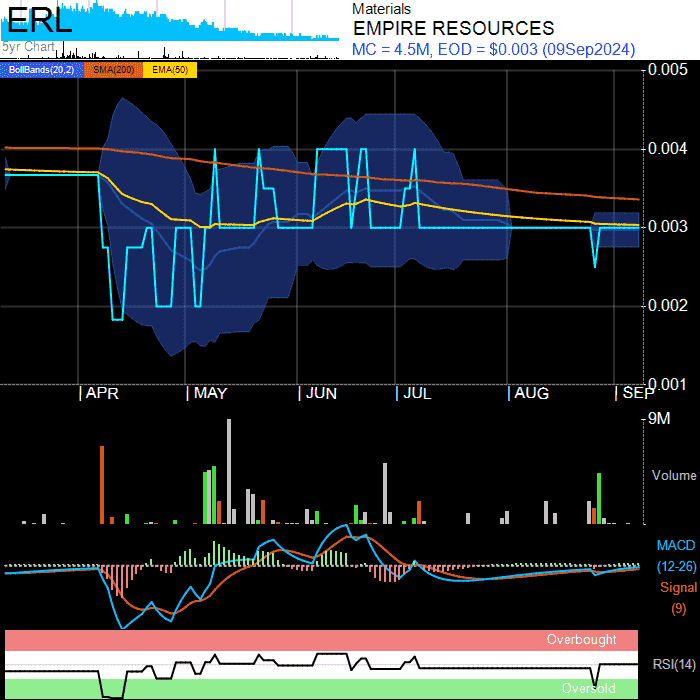 ERL
5yr Chart
Materials
EMPIRE RESOURCES
MC = 4.5M, EOD = $0.003 (09Sep2024)
BollBands(20,2) SMA(200) EMA(50)
0.005
0.004
0.003
0.002
0.001
APR MAY JUN JUL AUG SEP
9M
Volume
MACD
(12-26)
Signal
(9)
Overbought
RSI(14)
Oversold